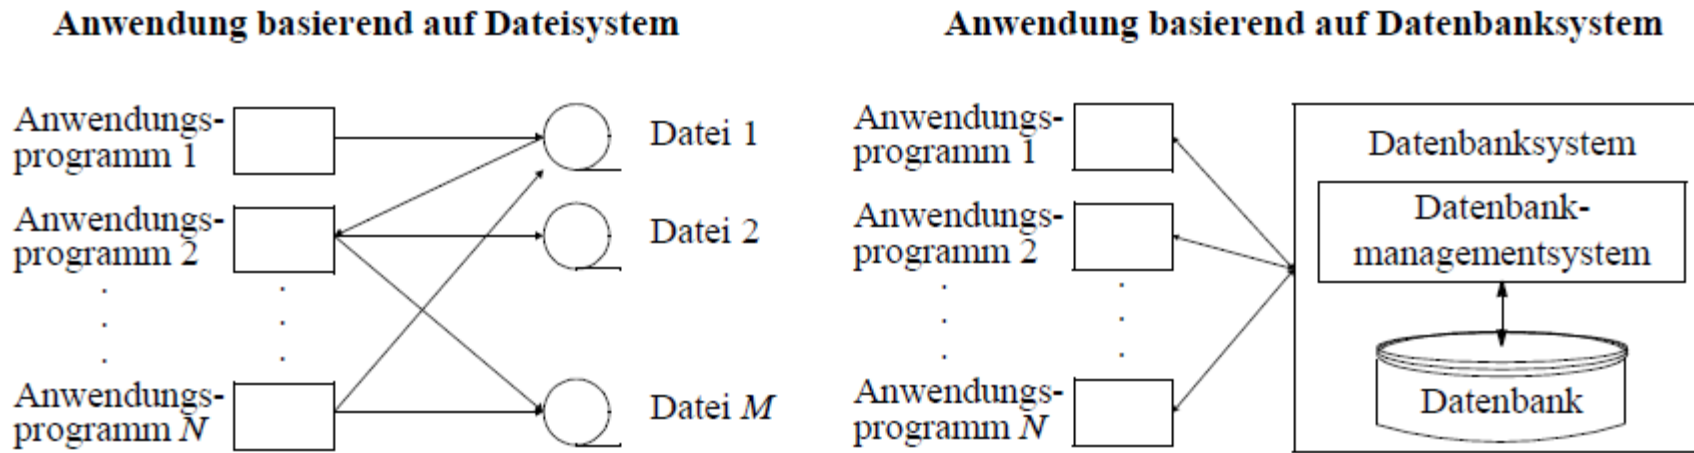 Anwendung basierend auf Dateisystem
Anwendungs-
programm 1
Datei 1
Anwendungs-
programm 2
Datei 2
Anwendungs-
programm N
Datei M
Anwendung basierend auf Datenbanksystem
Anwendungs-
programm 1
Anwendungs-
programm 2
Anwendungs-
programm N
Datenbanksystem
Datenbank-
managementsystem
Datenbank